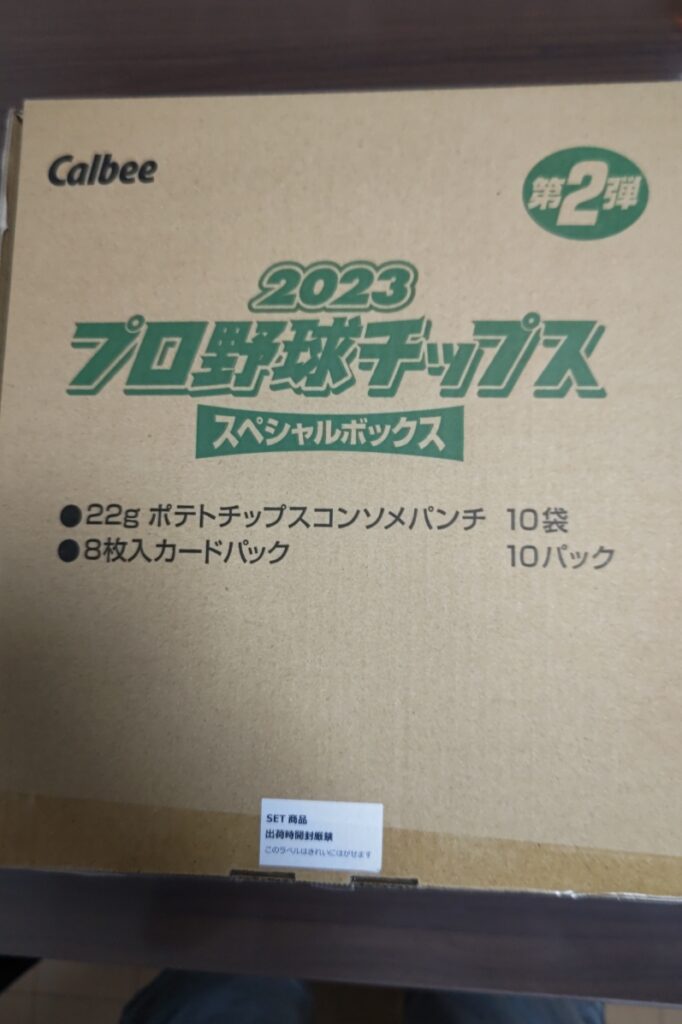 Calbee
第2弾
2023
プロ野球チップス
スペシャルボックス
●22g ポテトチップスコンソメパンチ 10袋
●8枚入カードパック 10パック
SET商品
出荷時開封厳禁
このラベルはきれいにはがせます